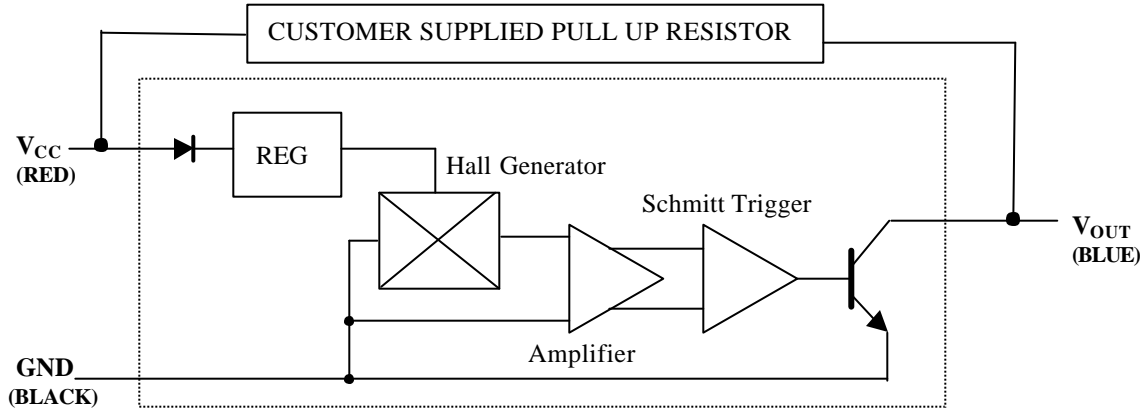 CUSTOMER SUPPLIED PULL UP RESISTOR
VCC
(RED)
REG
Hall Generator
Schmitt Trigger
VOUT
(BLUE)
Amplifier
GND
(BLACK)